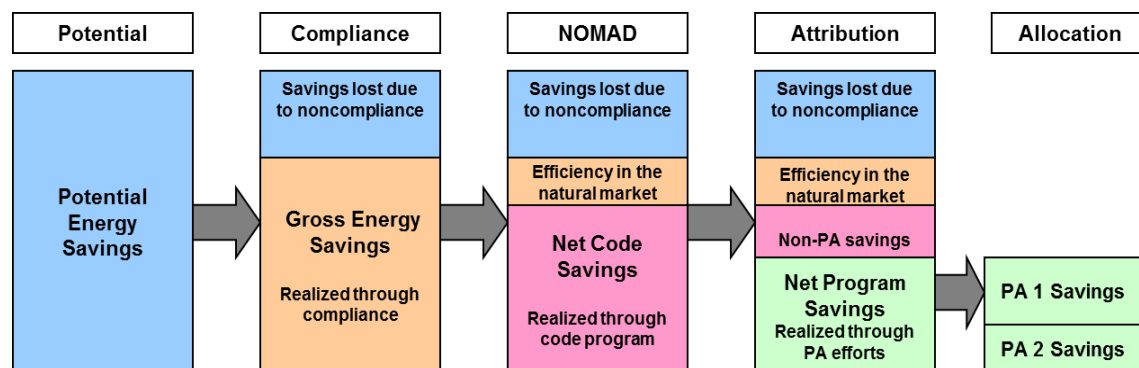 Potential
Compliance
NOMAD
Attribution
Allocation
Potential
Energy
Savings
Savings lost due
to noncompliance
Gross Energy
Savings
Realized through
compliance
Savings lost due
to noncompliance
Efficiency in the
natural market
Net Code
Savings
Realized through
code program
Savings lost due
to noncompliance
Efficiency in the
natural market
Non-PA savings
Net Program
Savings
Realized through
PA efforts
PA 1 Savings
PA 2 Savings